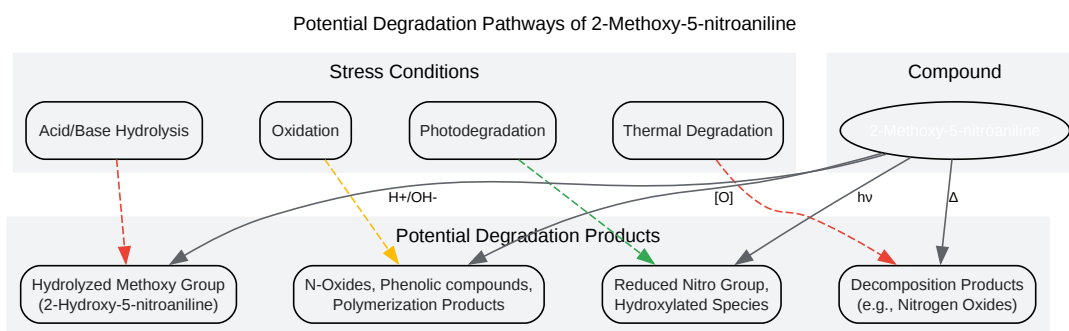 Potential Degradation Pathways of 2-Methoxy-5-nitroaniline
Stress Conditions
Compound
Acid/Base Hydrolysis
Oxidation
Photodegradation
Thermal Degradation
2-Methoxy-5-nitroaniline
H+/OH-
[O]
hν
Δ
Potential Degradation Products
Hydrolyzed Methoxy Group
(2-Hydroxy-5-nitroaniline)
N-Oxides, Phenolic compounds,
Polymerization Products
Reduced Nitro Group,
Hydroxylated Species
Decomposition Products
(e.g., Nitrogen Oxides)